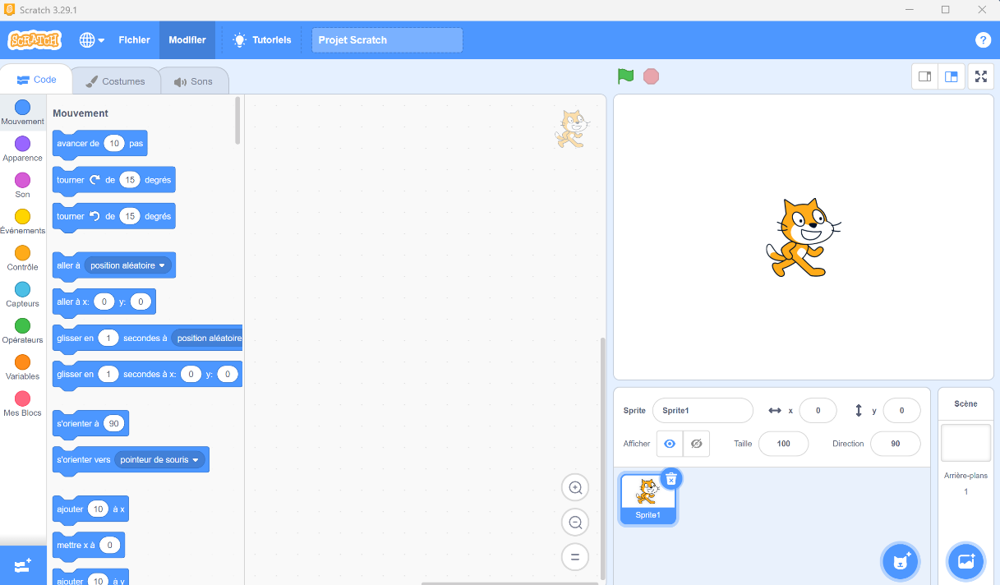 Scratch 3.29.1
SCRATCH
Fichier
Modifier
Tutoriels
Projet Scratch
?
Code
Costumes
Sons
Mouvement
Apparence
Son
Événements
Contrôle
Capteurs
Opérateurs
Variables
Mes Blocs
Mouvement
avancer de 10 pas
tourner de 15 degrés
tourner de 15 degrés
aller à position aléatoire
aller à x: 0 y: 0
glisser en 1 secondes à position aléatoire
glisser en 1 secondes à x: 0 y: 0
s'orienter à 90
s'orienter vers pointeur de souris
ajouter 10 à x
mettre x à 0
ajouter 10 à y
Sprite Sprite1 x 0 y 0
Afficher Taille 100 Direction 90
Sprite1
Scène
Arrière-plans
1